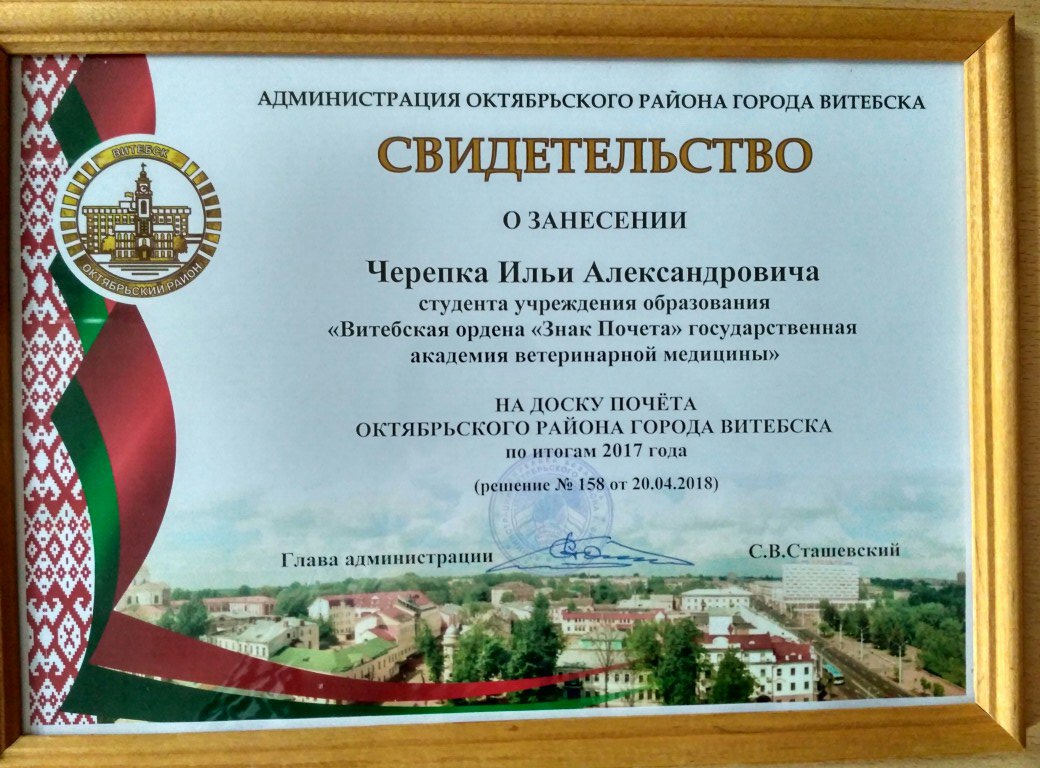 АДМИНИСТРАЦИЯ ОКТЯБРЬСКОГО РАЙОНА ГОРОДА ВИТЕБСКА
СВИДЕТЕЛЬСТВО
ВИТЕБСК
ОКТЯБРЬСКИЙ РАЙОН
О ЗАНЕСЕНИИ
Черепка Ильи Александровича
студента учреждения образования
«Витебская ордена «Знак Почета» государственная
академия ветеринарной медицины»
НА ДОСКУ ПОЧЁТА
ОКТЯБРЬСКОГО РАЙОНА ГОРОДА ВИТЕБСКА
по итогам 2017 года
(решение № 158 от 20.04.2018)
Глава администрации
С.В.Сташевский